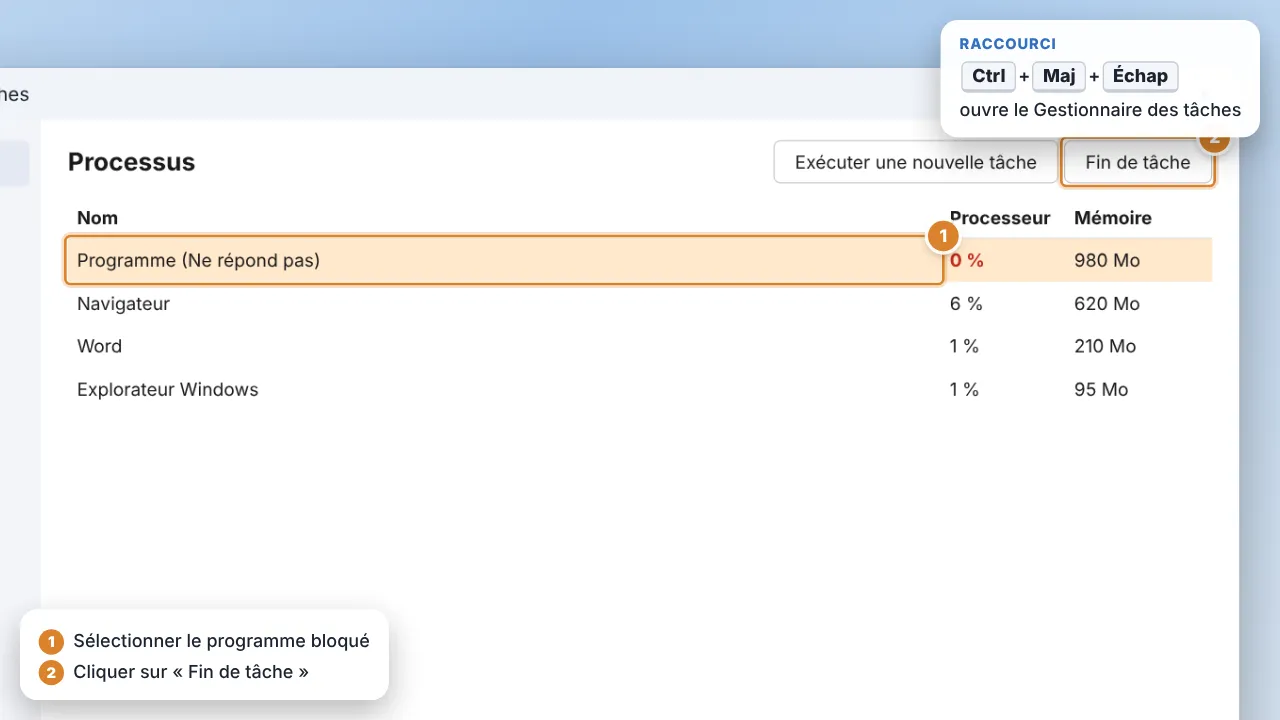 RACCOURCI
Ctrl + Maj + Échap
ouvre le Gestionnaire des tâches
Processus
Exécuter une nouvelle tâche
Fin de tâche
2
Nom Processeur Mémoire
1
Programme (Ne répond pas) 0 % 980 Mo
Navigateur 6 % 620 Mo
Word 1 % 210 Mo
Explorateur Windows 1 % 95 Mo
1 Sélectionner le programme bloqué
2 Cliquer sur « Fin de tâche »